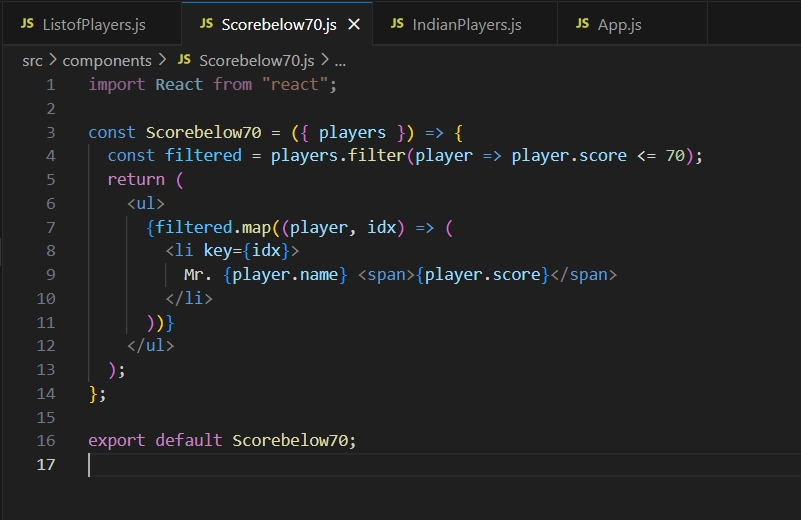 JS ListofPlayers.js JS Scorebelow70.js × JS IndianPlayers.js JS App.js
src > components > JS Scorebelow70.js > ...
1 import React from "react";
2
3 const Scorebelow70 = ({ players }) => {
4   const filtered = players.filter(player => player.score <= 70);
5   return (
6     <ul>
7       {filtered.map((player, idx) => (
8         <li key={idx}>
9           Mr. {player.name} <span>{player.score}</span>
10         </li>
11       ))}
12     </ul>
13   );
14 };
15
16 export default Scorebelow70;
17